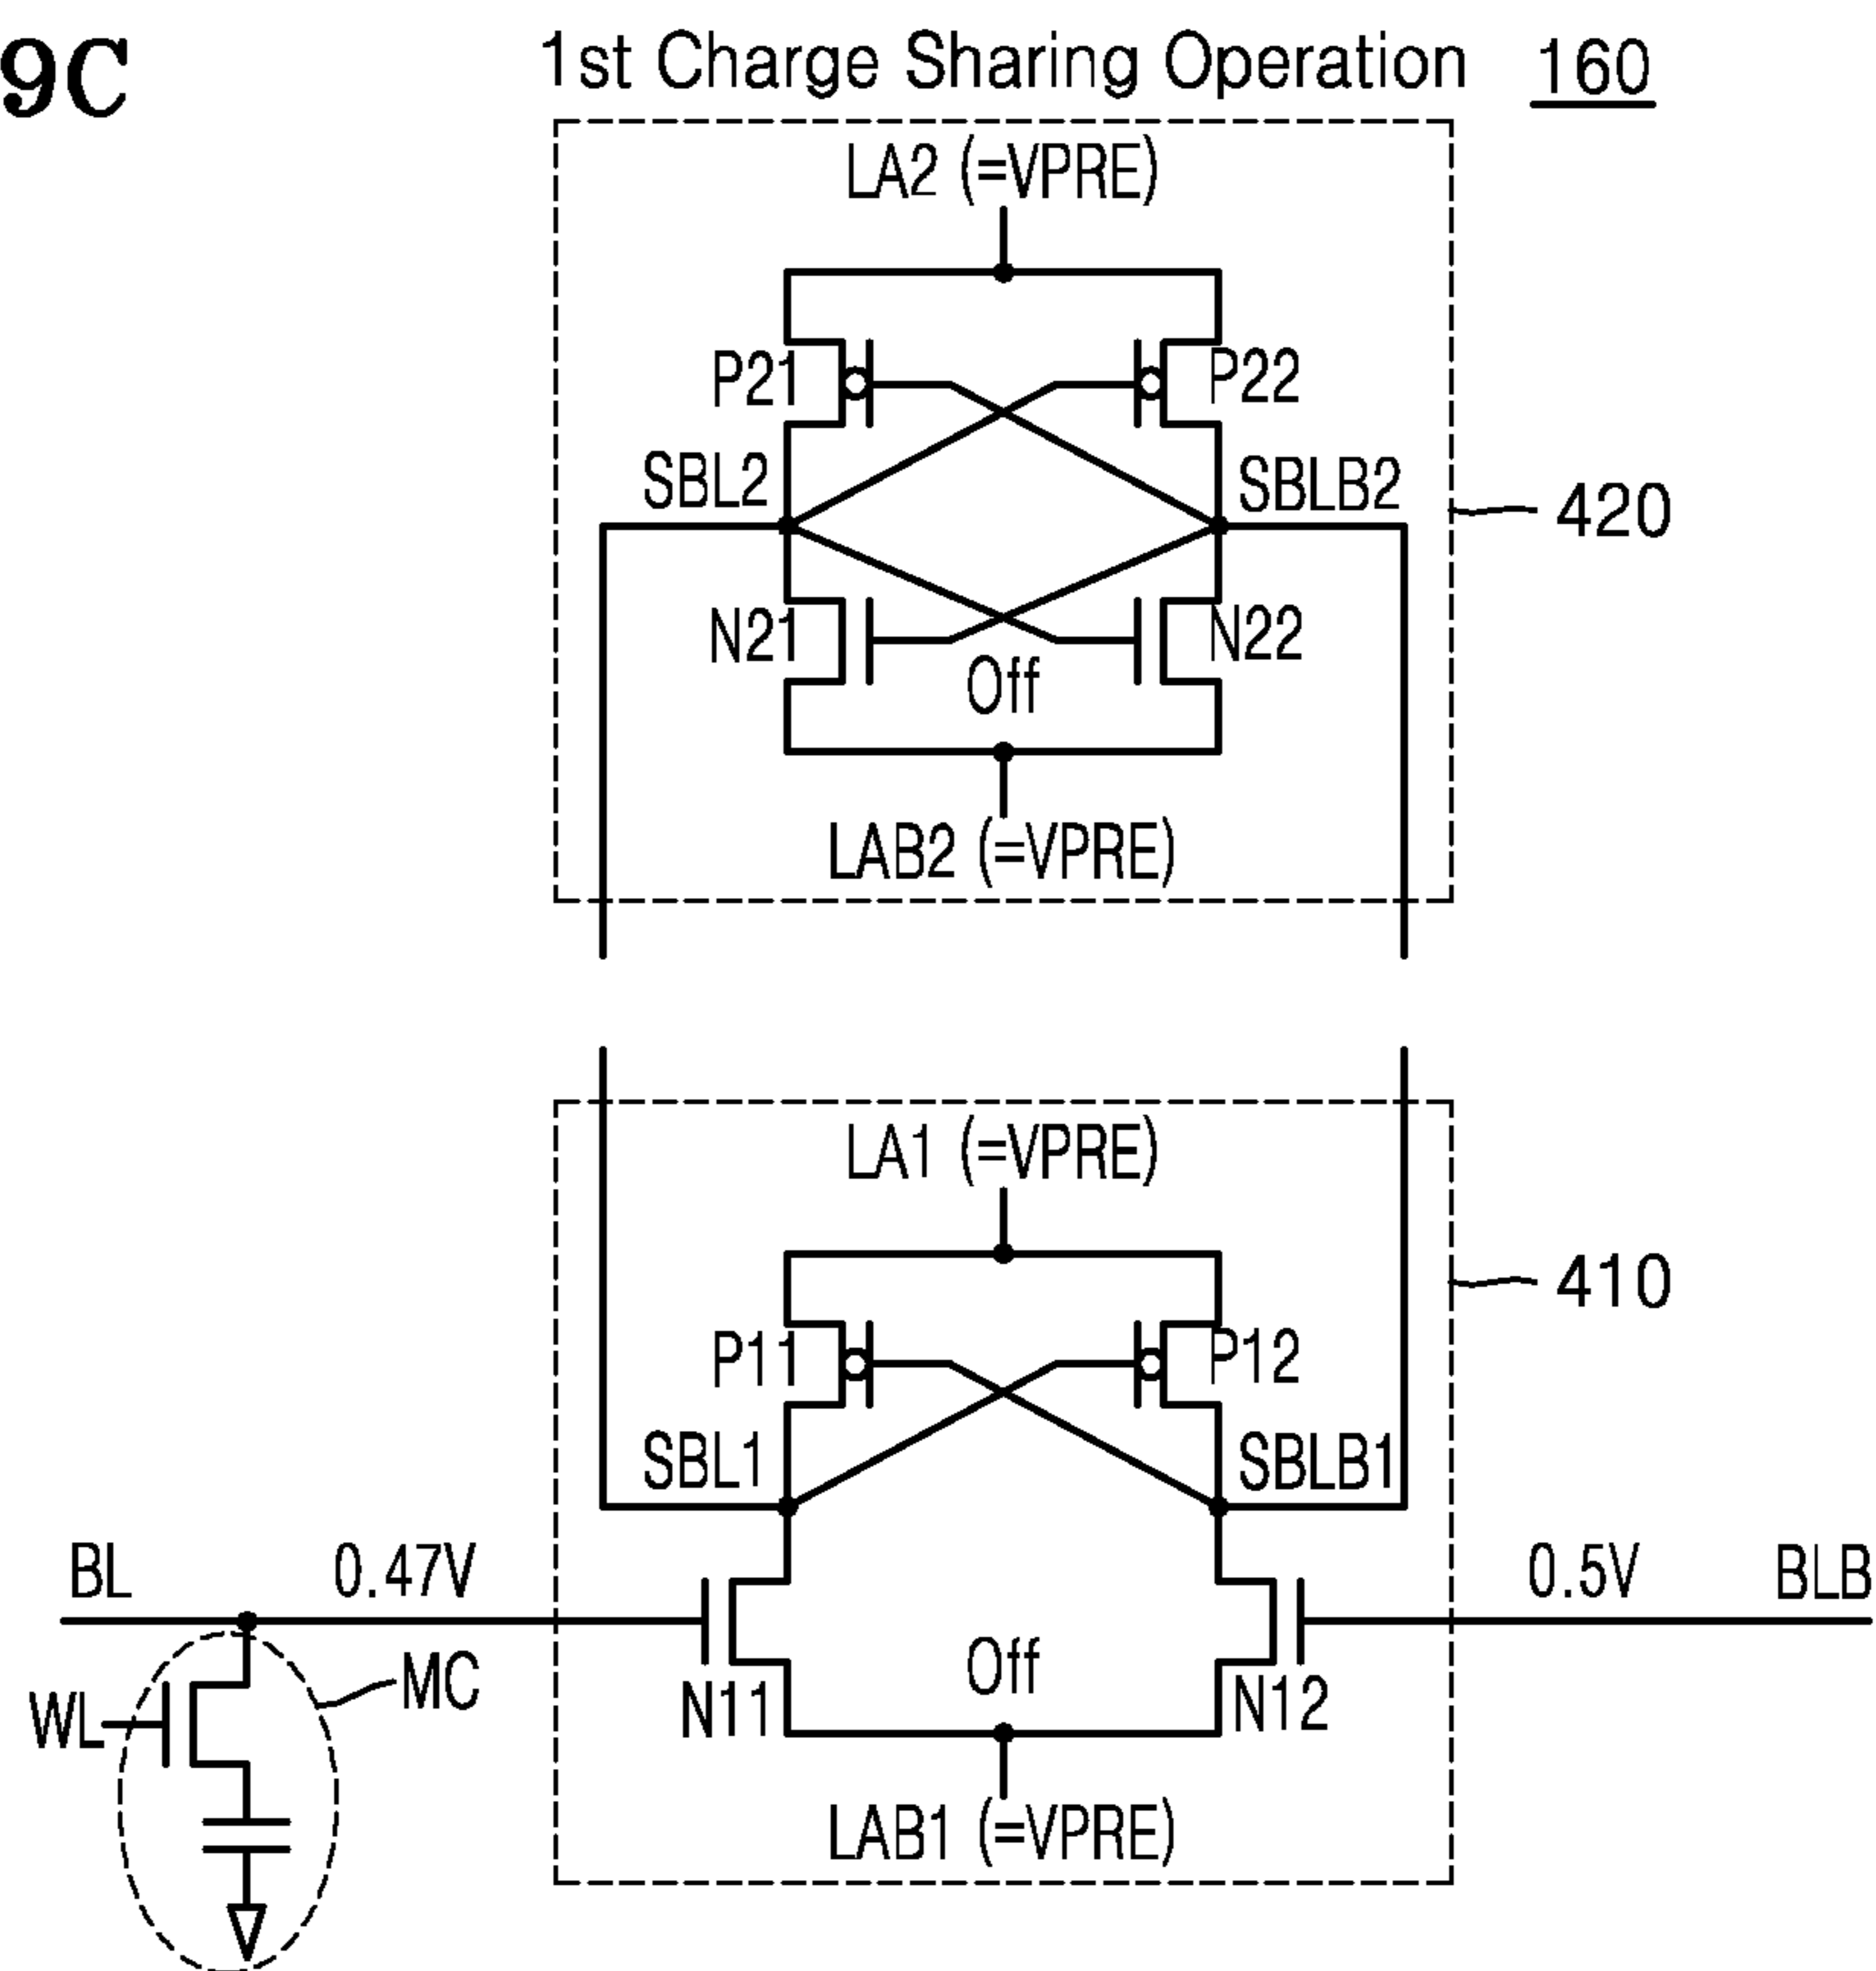 9C
1st Charge Sharing Operation 160
LA2 (=VPRE)
P21 P22
SBL2 SBLB2
420
N21 N22
Off
LAB2 (=VPRE)
LA1 (=VPRE)
410
P11 P12
SBL1 SBLB1
BL 0.47V 0.5V BLB
Off
MC
N11 N12
WL
LAB1 (=VPRE)